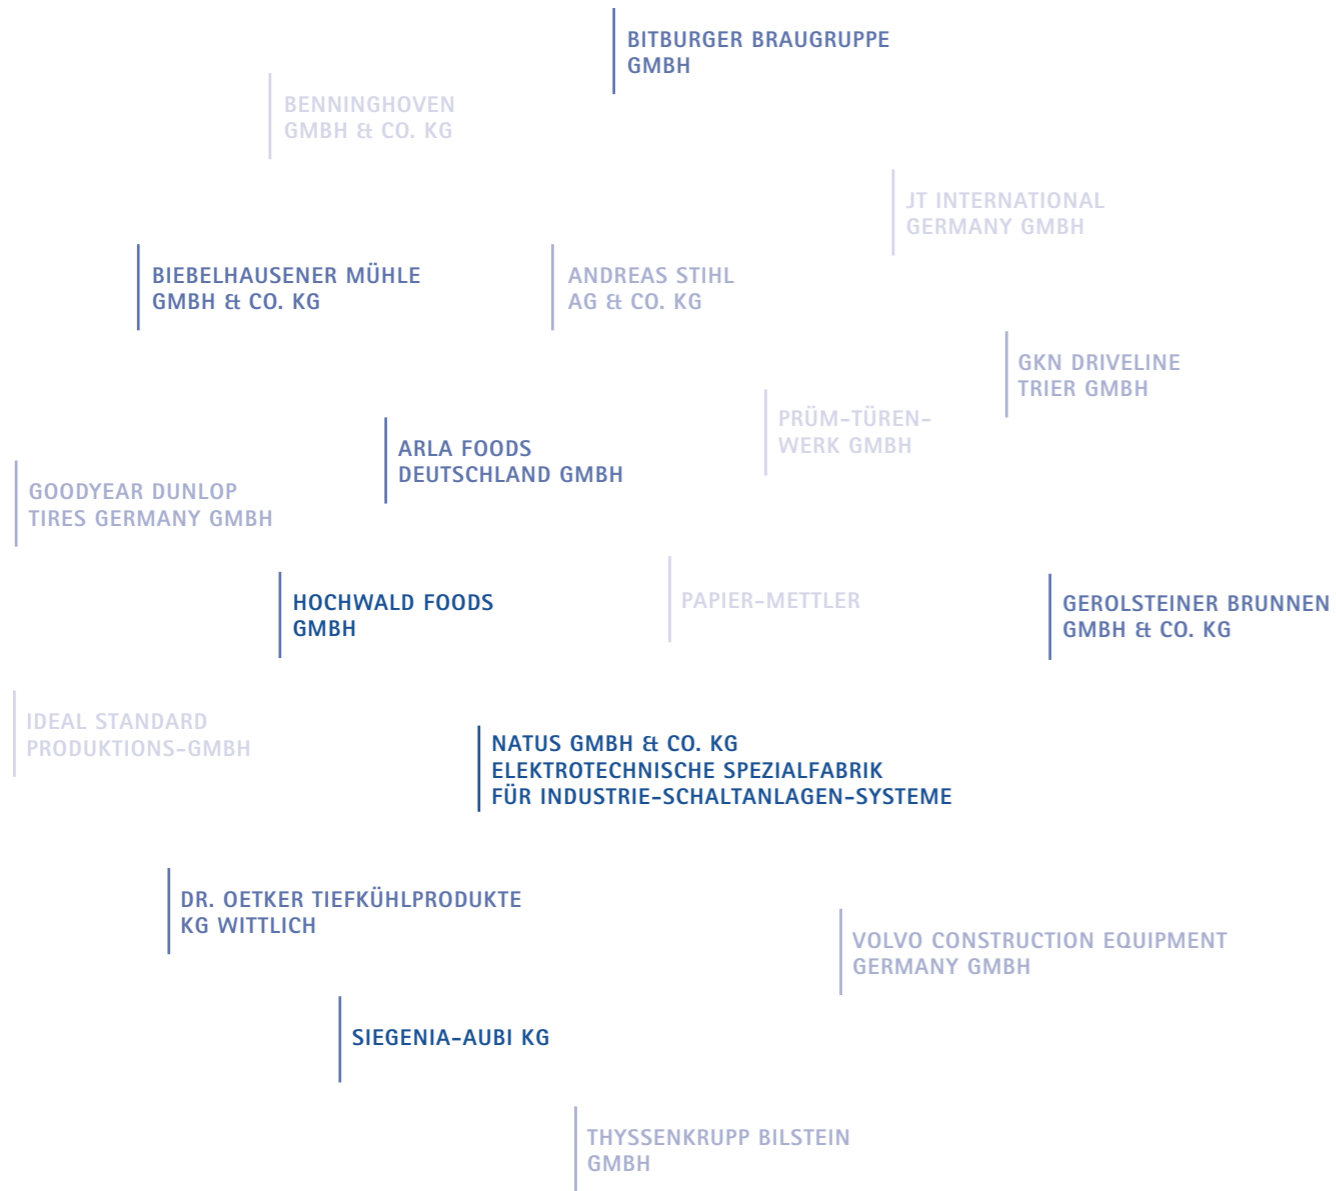 BITBURGER BRAUGRUPPE
GMBH
BENNINGHOVEN
GMBH & CO. KG
JT INTERNATIONAL
GERMANY GMBH
BIEBELHAUSENER MÜHLE
GMBH & CO. KG
ANDREAS STIHL
AG & CO. KG
GKN DRIVELINE
TRIER GMBH
PRÜM-TÜREN-
WERK GMBH
ARLA FOODS
DEUTSCHLAND GMBH
GOODYEAR DUNLOP
TIRES GERMANY GMBH
HOCHWALD FOODS
GMBH
PAPIER-METTLER
GEROLSTEINER BRUNNEN
GMBH & CO. KG
IDEAL STANDARD
PRODUKTIONS-GMBH
NATUS GMBH & CO. KG
ELEKTROTECHNISCHE SPEZIALFABRIK
FÜR INDUSTRIE-SCHALTANLAGEN-SYSTEME
DR. OETKER TIEFKÜHLPRODUKTE
KG WITTLICH
VOLVO CONSTRUCTION EQUIPMENT
GERMANY GMBH
SIEGENIA-AUBI KG
THYSSENKRUPP BILSTEIN
GMBH